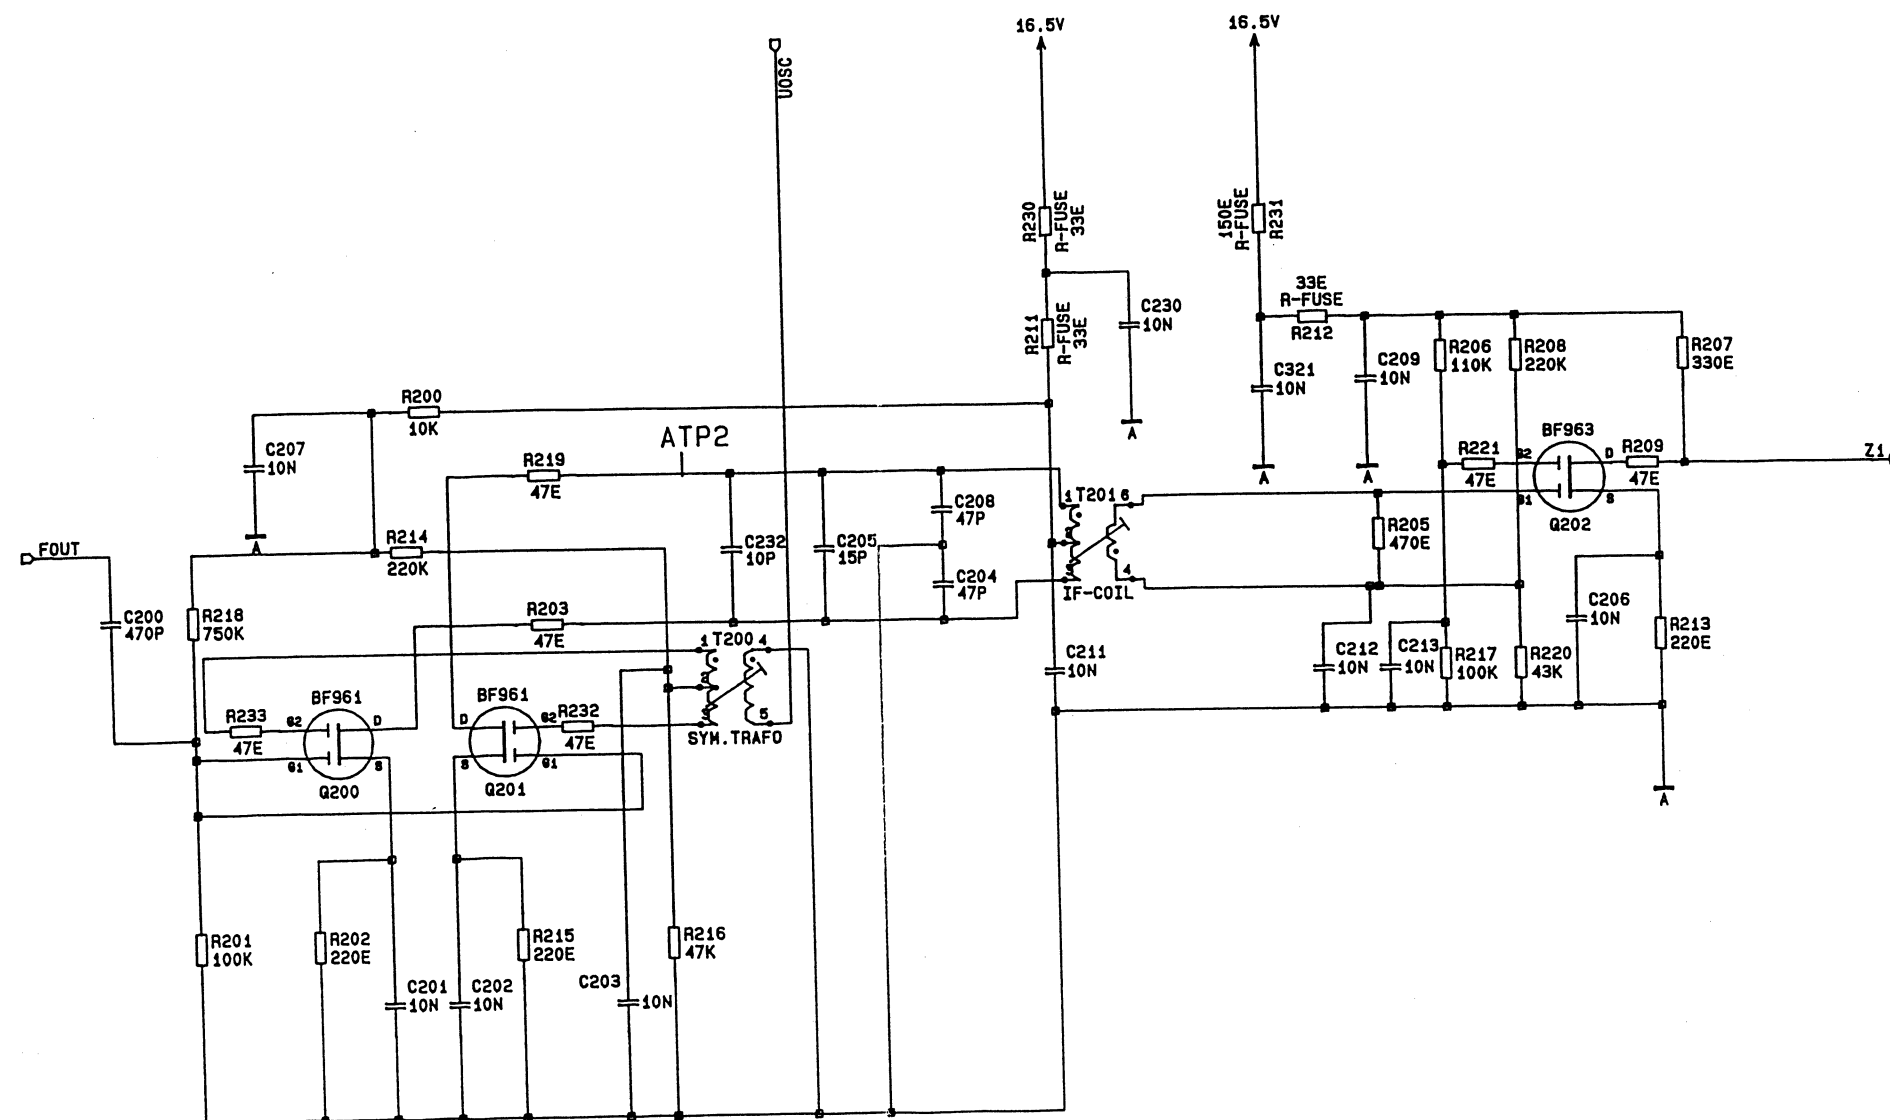 16.5V
16.5V
UOSC
R230
R-FUSE
33E
150E
R-FUSE
R231
33E
R-FUSE
R212
C230
10N
R211
R-FUSE
33E
C321
10N
C209
10N
R206
110K
R208
220K
R207
330E
R200
10K
ATP2
A
BF963
C207
10N
R219
47E
R221
47E
G2
D
R209
47E
Z1
A
A
G1
S
Q202
C208
47P
1
T201
6
R205
470E
FOUT
A
R214
220K
C232
10P
C205
15P
C204
47P
4
IF-COIL
C200
470P
R218
750K
R203
47E
1
T200
4
C206
10N
R213
220E
C211
10N
C212
10N
C213
10N
R217
100K
R220
43K
BF961
BF961
R233
47E
G2
D
D
G2
R232
47E
5
SYM.TRAFO
G1
S
S
G1
Q200
Q201
A
R201
100K
R202
220E
R215
220E
R216
47K
C201
10N
C202
10N
C203
10N